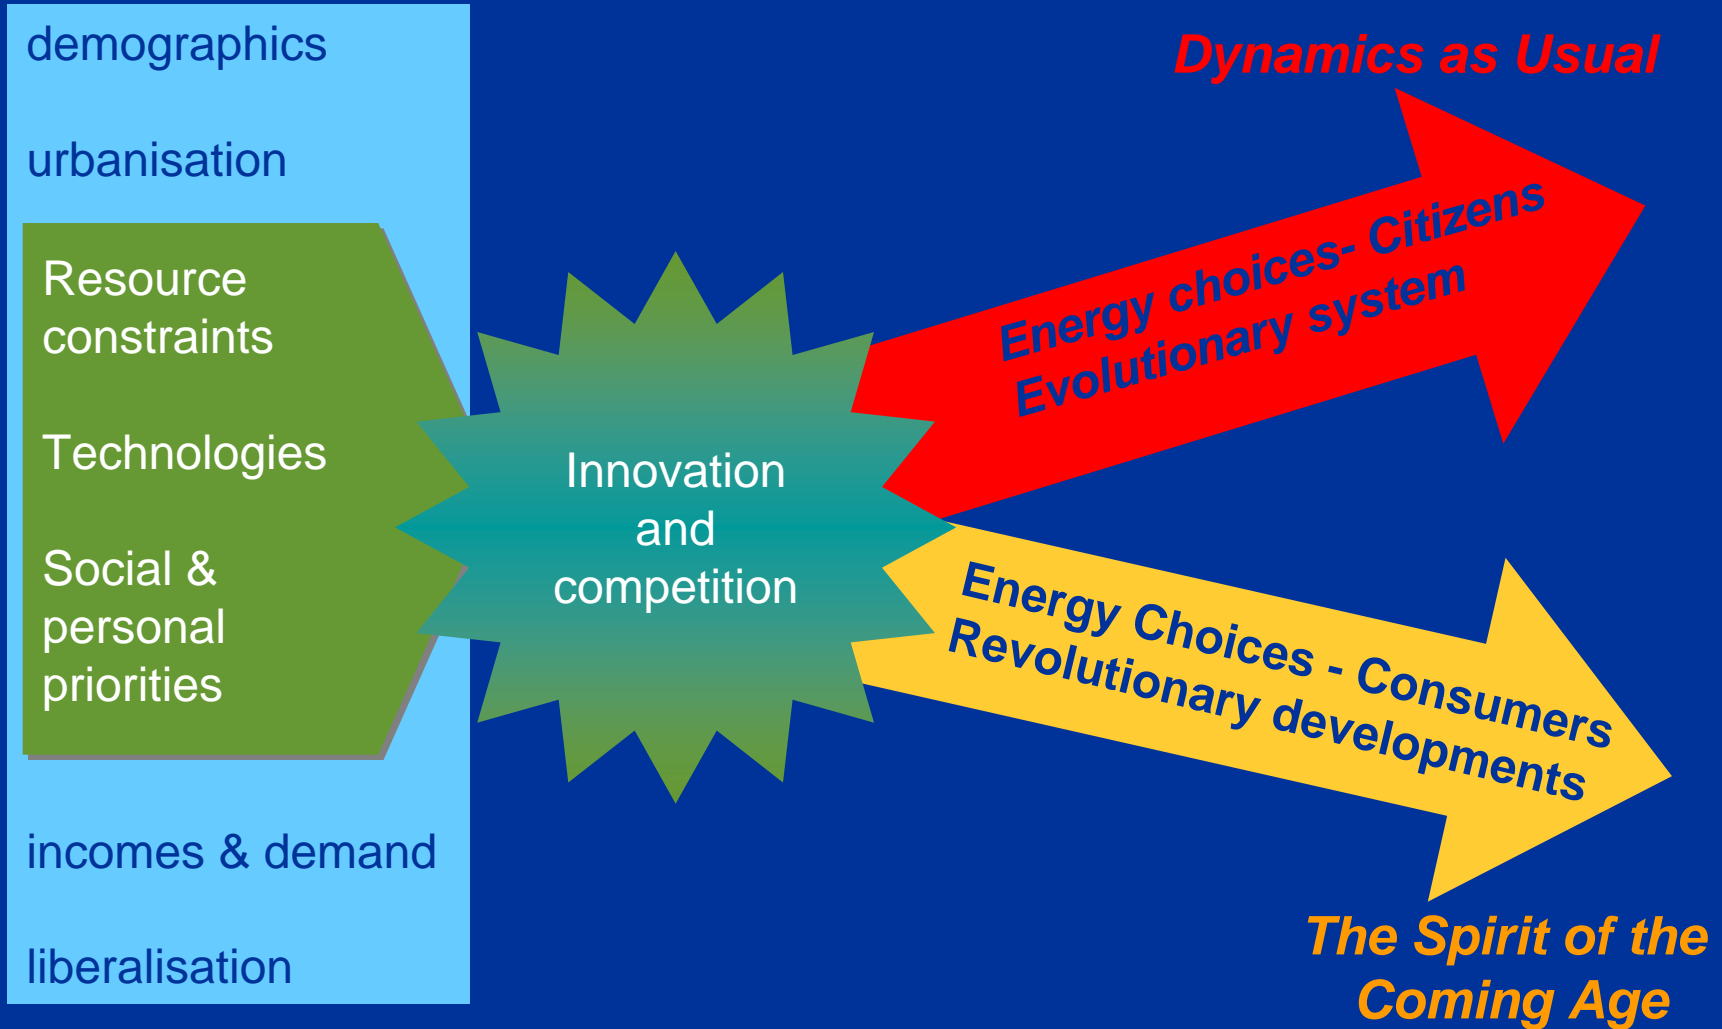 demographics
urbanisation
Resource
constraints
Technologies
Social &
personal
priorities
incomes & demand
liberalisation
Innovation
and
competition
Dynamics as Usual
Energy choices- Citizens
Evolutionary system
Energy Choices - Consumers
Revolutionary developments
The Spirit of the
Coming Age